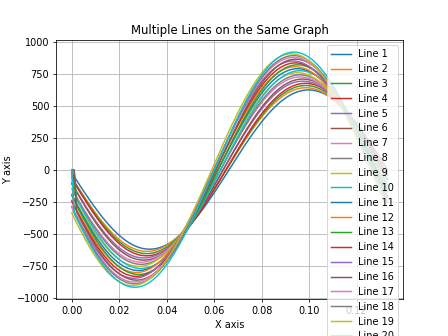 Multiple Lines on the Same Graph
1000
750
500
250
0
−250
−500
−750
−1000
Y axis
0.00
0.02
0.04
0.06
0.08
0.10
X axis
Line 1
Line 2
Line 3
Line 4
Line 5
Line 6
Line 7
Line 8
Line 9
Line 10
Line 11
Line 12
Line 13
Line 14
Line 15
Line 16
Line 17
Line 18
Line 19
Line 20